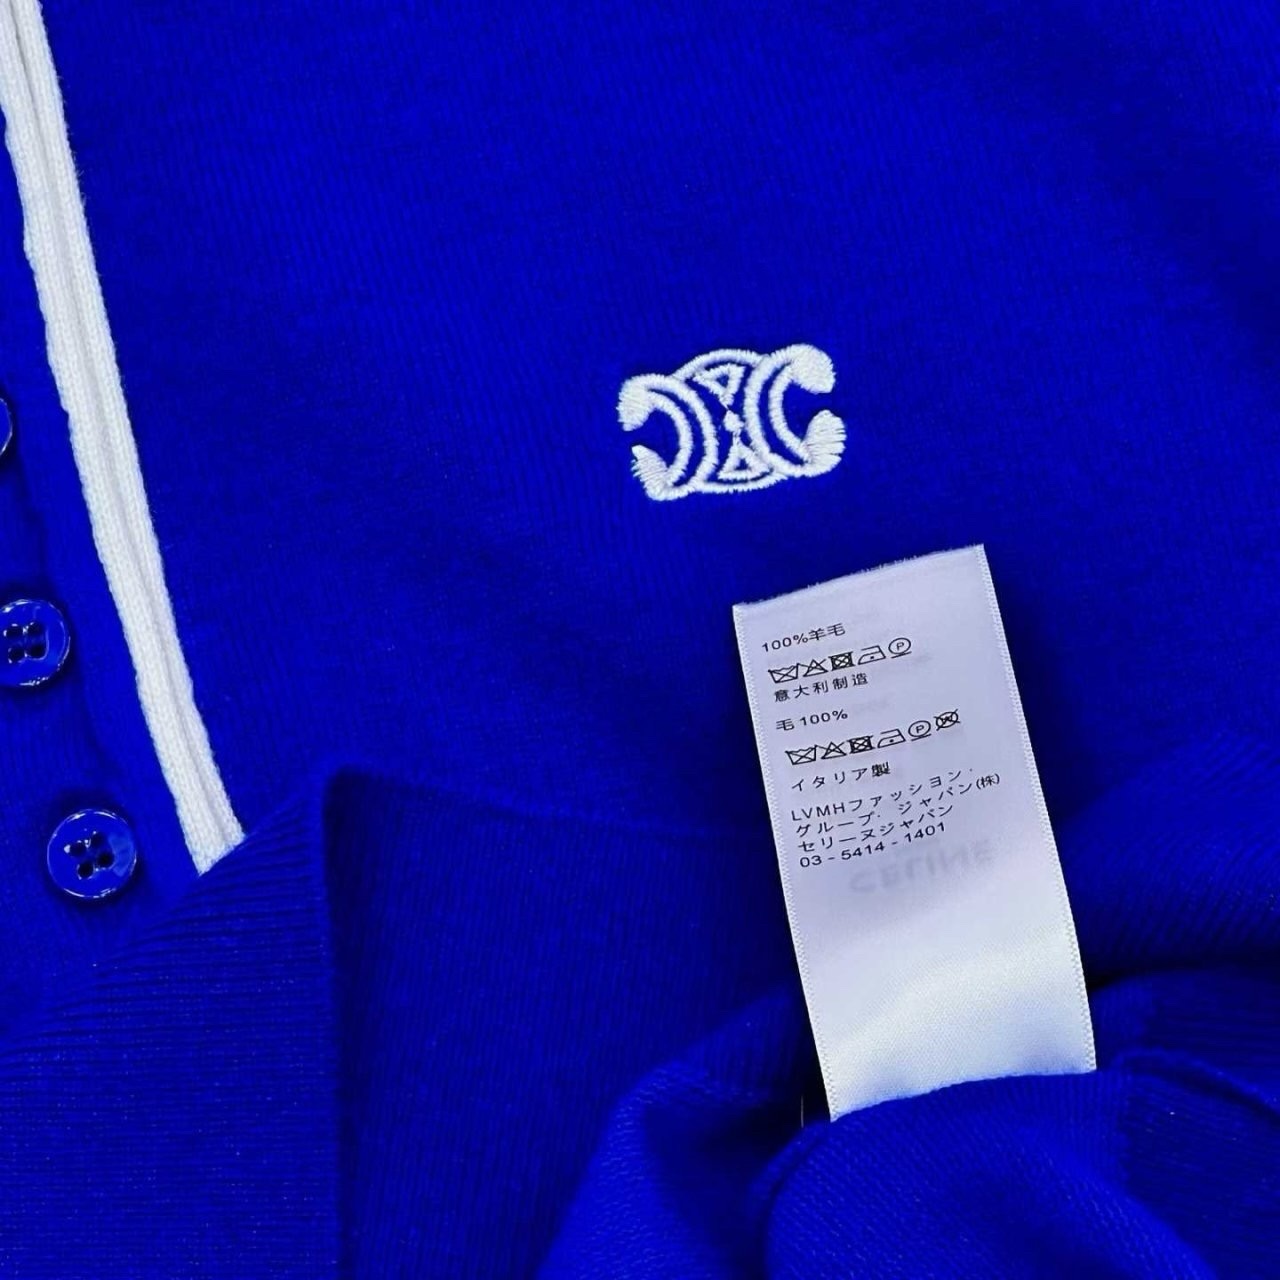 100%羊毛
意大利制造
毛 100%
イタリア製
LVMHファッション・
グループ・ジャパン(株)
セリーヌジャパン
03 - 5414 - 1401
CELINE